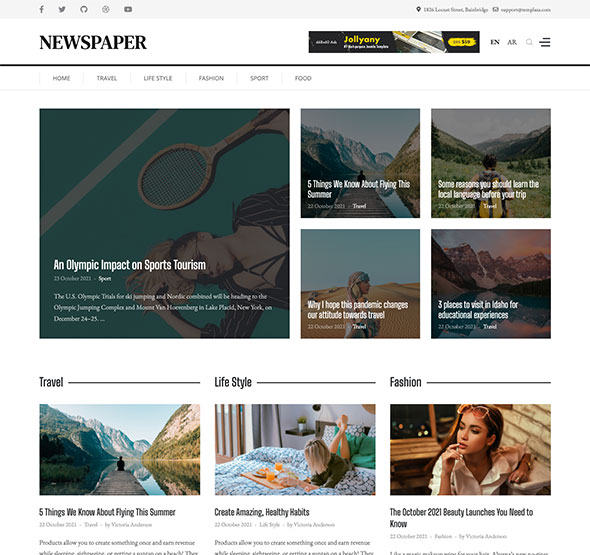 1826 Locust Street, Bainbridge support@templaza.com
NEWSPAPER
Jollyany
#1 Multi-purpose Joomla Template
$59
EN AR
HOME TRAVEL LIFE STYLE FASHION SPORT FOOD
An Olympic Impact on Sports Tourism
23 October 2021 - Sport
The U.S. Olympic Trials for ski jumping and Nordic combined will be heading to the
Olympic Jumping Complex and Mount Van Hoevenberg in Lake Placid, New York, on
December 24–25. ...
5 Things We Know About Flying This
Summer
22 October 2021 - Travel
Some reasons you should learn the
local language before your trip
22 October 2021 - Travel
Why I hope this pandemic changes
our attitude towards travel
22 October 2021 - Travel
3 places to visit in Idaho for
educational experiences
22 October 2021 - Travel
Travel
5 Things We Know About Flying This Summer
22 October 2021 - Travel - by Victoria Anderson
Products allow you to create something once and earn revenue
while sleeping, sightseeing, or getting a suntan on a beach! They
Life Style
Create Amazing, Healthy Habits
22 October 2021 - Life Style - by Victoria Anderson
Products allow you to create something once and earn revenue
while sleeping, sightseeing, or getting a suntan on a beach! They
Fashion
The October 2021 Beauty Launches You Need to
Know
22 October 2021 - Fashion - by Victoria Anderson